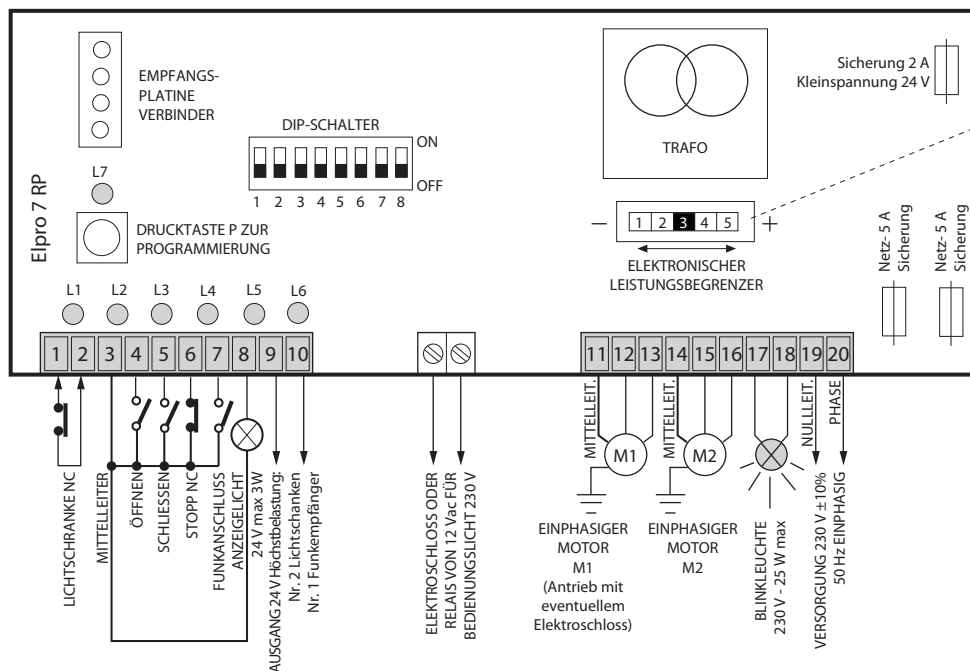 EMPFANGS-
PLATINE
VERBINDER
DIP-SCHALTER
ON
OFF
1 2 3 4 5 6 7 8
TRAFO
Sicherung 2 A
Kleinspannung 24 V
Elpro 7 RP
L7
DRUCKTASTE P ZUR
PROGRAMMIERUNG
− 1 2 3 4 5 +
ELEKTRONISCHER
LEISTUNGSBEGRENZER
Netz- 5 A
Sicherung
Netz- 5 A
Sicherung
L1 L2 L3 L4 L5 L6
1 2 3 4 5 6 7 8 9 10
11 12 13 14 15 16 17 18 19 20
LICHTSCHRANKE NC
MITTELLEITER
ÖFFNEN
SCHLIESSEN
STOPP NC
FUNKANSCHLUSS
ANZEIGELICHT
24 V max 3W
AUSGANG 24 V Höchstbelastung:
Nr. 2 Lichtschanken
Nr. 1 Funkempfänger
ELEKTROSCHLOSS ODER
RELAIS VON 12 Vac FÜR
BEDIENUNGSLICHT 230 V
MITTELLEIT.
M1
EINPHASIGER
MOTOR
M1
(Antrieb mit
eventuellem
Elektroschloss)
MITTELLEIT.
M2
EINPHASIGER
MOTOR
M2
BLINKLEUCHTE
230 V - 25 W max
NULLLEIT.
PHASE
VERSORGUNG 230 V ±10%
50 Hz EINPHASIG